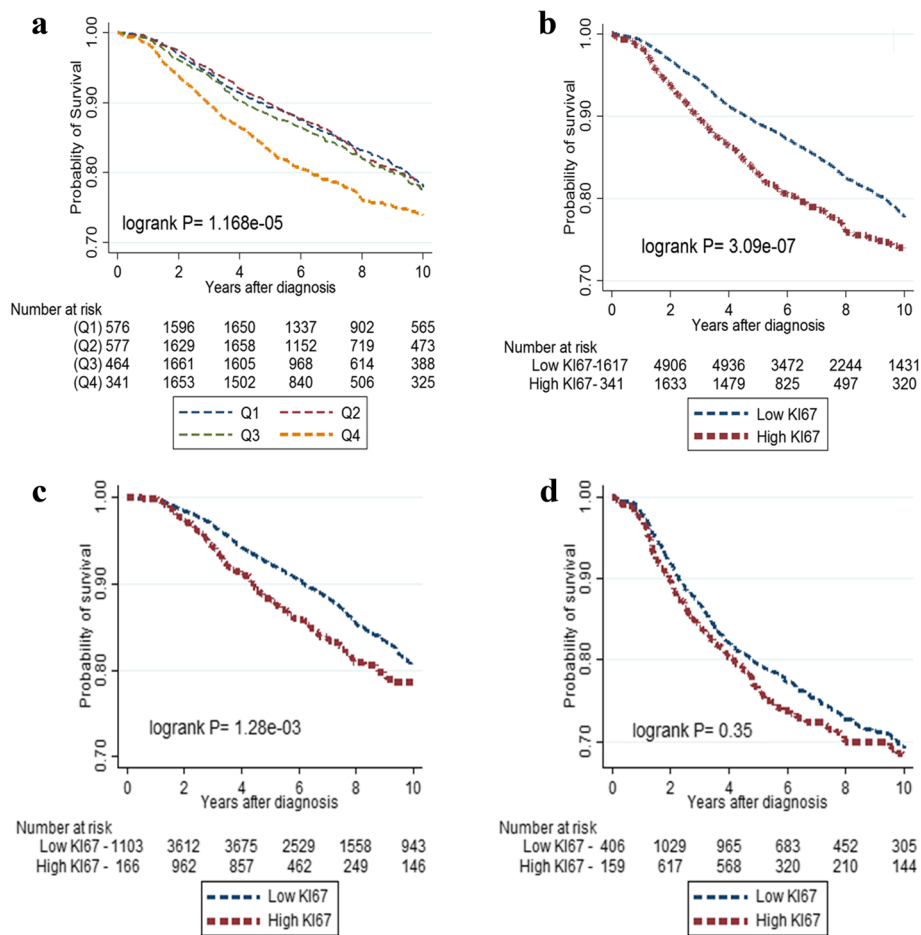 a
Probablity of Survival
1.00
0.90
0.80
0.70
logrank P= 1.168e-05
0 2 4 6 8 10
Years after diagnosis
Number at risk
(Q1) 576 1596 1650 1337 902 565
(Q2) 577 1629 1658 1152 719 473
(Q3) 464 1661 1605 968 614 388
(Q4) 341 1653 1502 840 506 325
Q1 Q2
Q3 Q4
b
Probability of survival
1.00
0.90
0.80
0.70
logrank P= 3.09e-07
0 2 4 6 8 10
Years after diagnosis
Number at risk
Low KI67-1617 4906 4936 3472 2244 1431
High KI67- 341 1633 1479 825 497 320
Low KI67
High KI67
c
Probability of survival
1.00
0.90
0.80
0.70
logrank P= 1.28e-03
0 2 4 6 8 10
Years after diagnosis
Number at risk
Low KI67 - 1103 3612 3675 2529 1558 943
High KI67 - 166 962 857 462 249 146
Low KI67
High KI67
d
Probability of survival
1.00
0.90
0.80
0.70
logrank P= 0.35
0 2 4 6 8 10
Years after diagnosis
Number at risk
Low KI67 - 406 1029 965 683 452 305
High KI67 - 159 617 568 320 210 144
Low KI67
High KI67